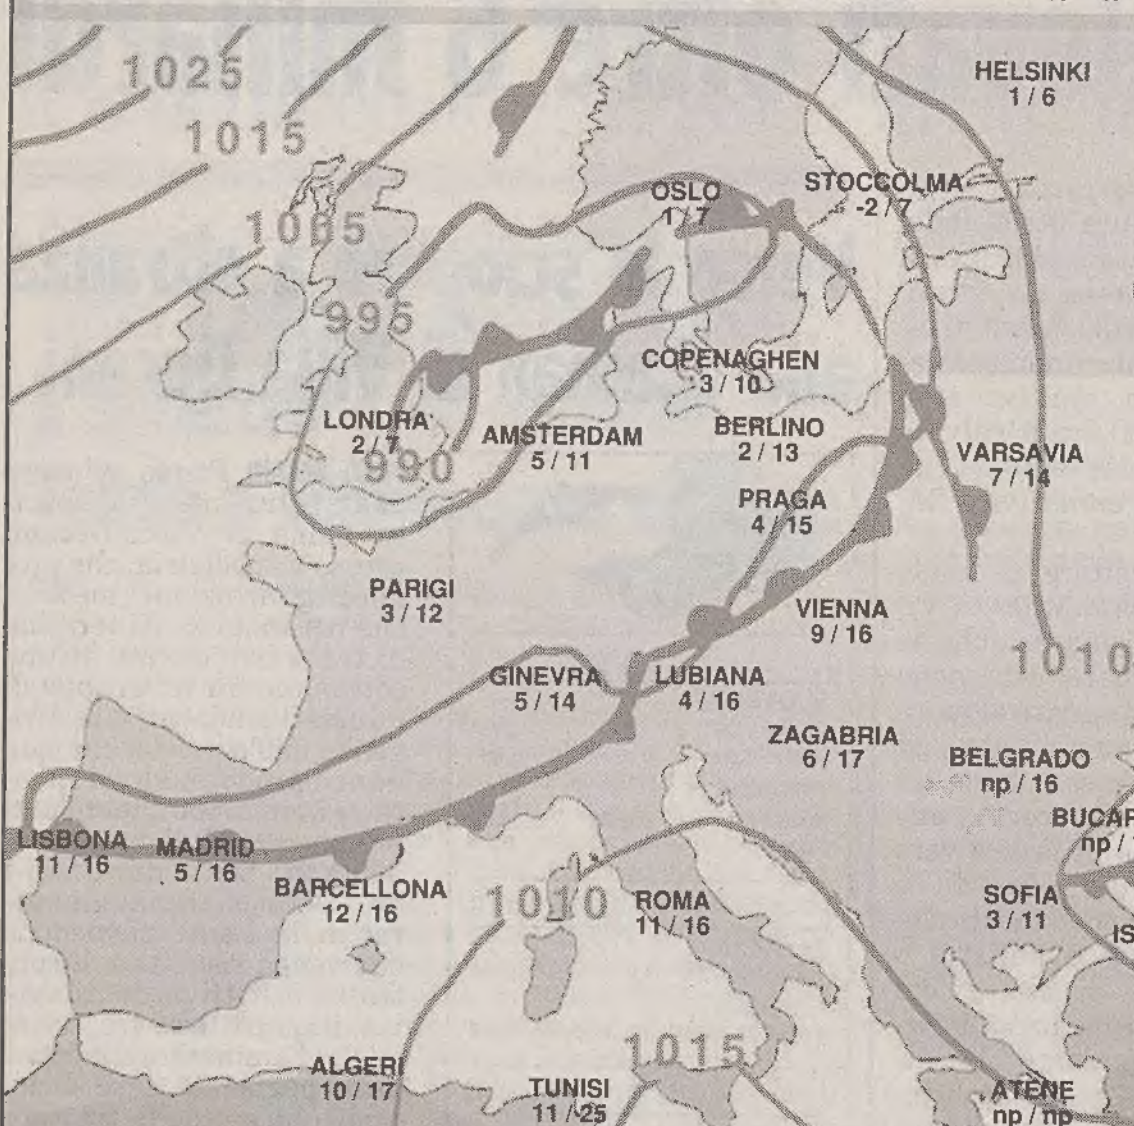 1025
HELSINKI
1 / 6
1015
OSLO
1 / 7
STOCCOLMA
-2 / 7
1005
995
COPENAGHEN
3 / 10
LONDRA
2 / 7
AMSTERDAM
5 / 11
BERLINO
2 / 13
VARSAVIA
7 / 14
990
PRAGA
4 / 15
PARIGI
3 / 12
VIENNA
9 / 16
1010
GINEVRA
5 / 14
LUBIANA
4 / 16
ZAGABRIA
6 / 17
BELGRADO
np / 16
LISBONA
11 / 16
MADRID
5 / 16
BUCAR
np /
BARCELLONA
12 / 16
1010
ROMA
11 / 16
SOFIA
3 / 11
IS
1015
ALGERI
10 / 17
TUNISI
11 / 25
ATENE
np / np